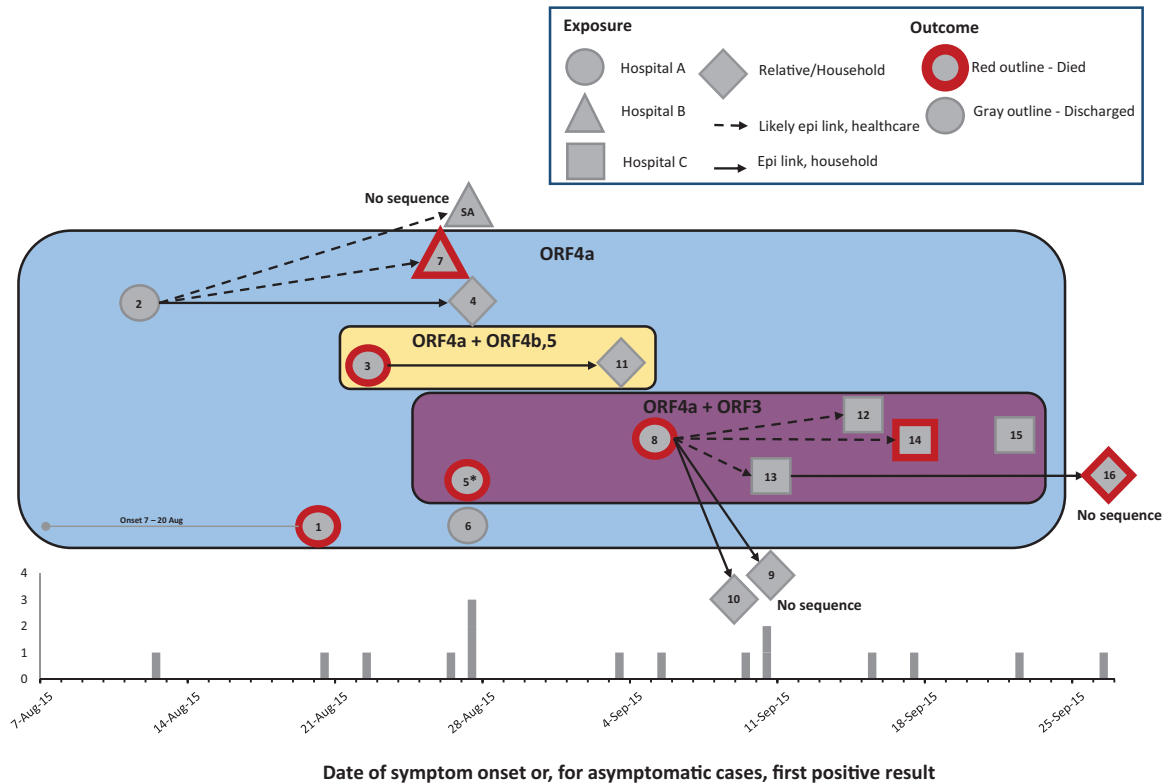 Exposure
Outcome
Hospital A
Relative/Household
Red outline - Died
Hospital B
Likely epi link, healthcare
Gray outline - Discharged
Hospital C
Epi link, household
No sequence
SA
ORF4a
7
2
4
ORF4a + ORF4b,5
3
11
ORF4a + ORF3
12
8
14
15
5*
13
16
No sequence
Onset 7 – 20 Aug
1
6
9
10
No sequence
4
3
2
1
0
7-Aug-15
14-Aug-15
21-Aug-15
28-Aug-15
4-Sep-15
11-Sep-15
18-Sep-15
25-Sep-15
Date of symptom onset or, for asymptomatic cases, first positive result